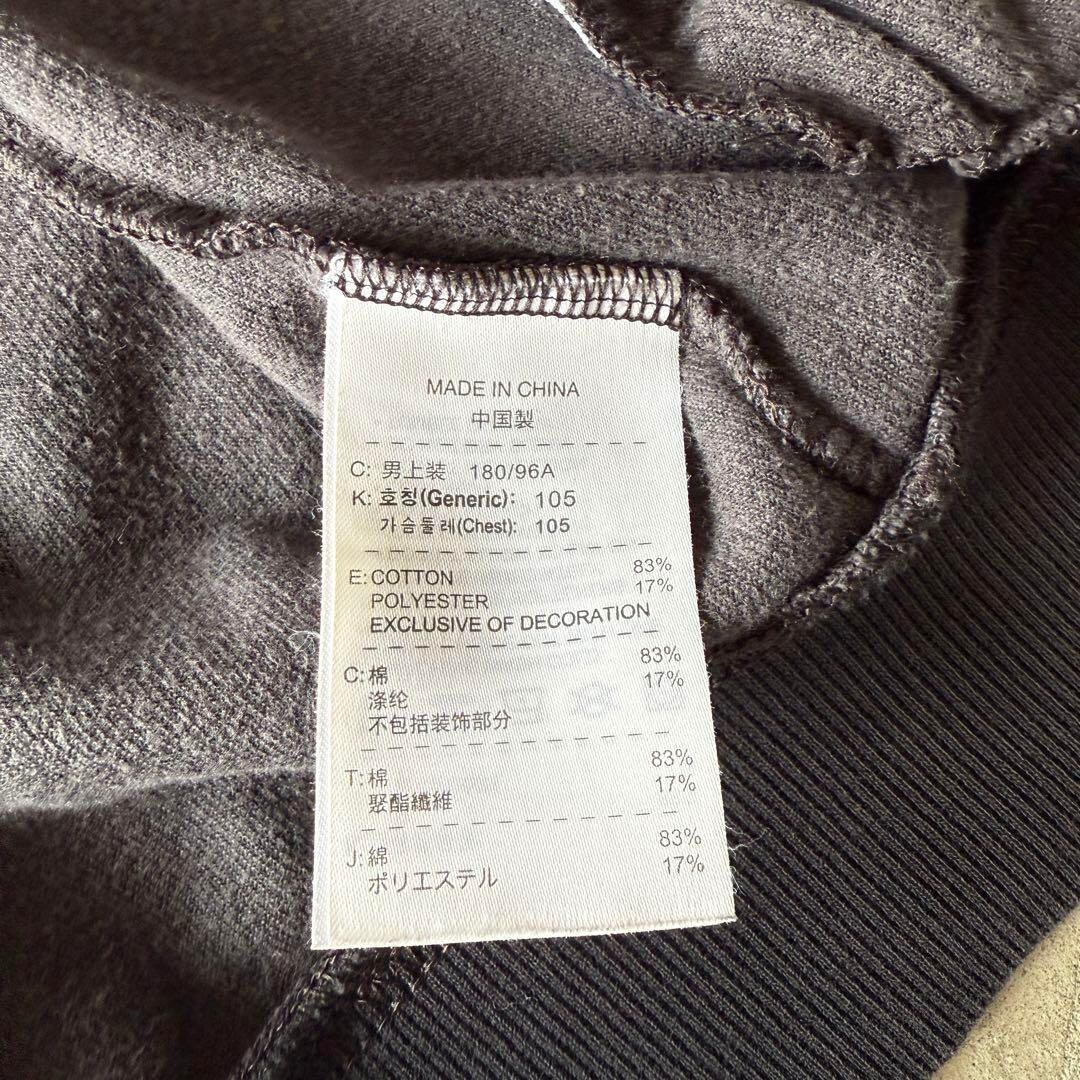 MADE IN CHINA
中国製
C: 男上装 180/96A
K: 호칭(Generic): 105
가슴둘레(Chest): 105
E: COTTON 83%
POLYESTER 17%
EXCLUSIVE OF DECORATION
C: 棉 83%
涤纶 17%
不包括装饰部分
T: 棉 83%
聚酯纖維 17%
J: 綿 83%
ポリエステル 17%